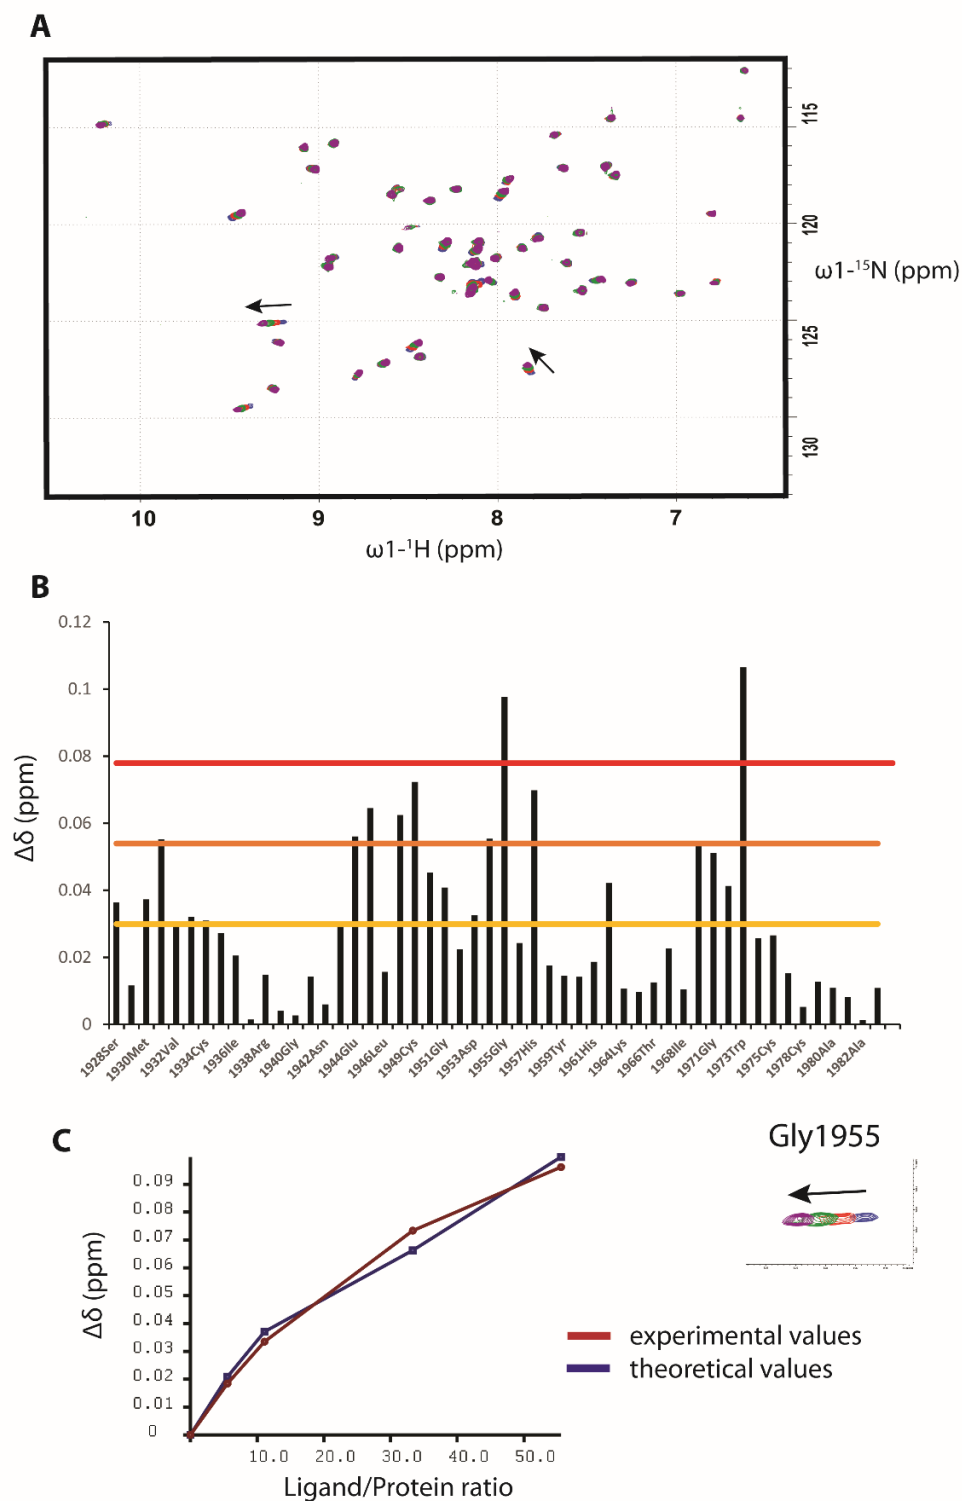 A
115
120
125
130
ω1-¹⁵N (ppm)
10 9 8 7
ω1-¹H (ppm)
B
0.12
0.1
0.08
0.06
0.04
0.02
0
Δδ (ppm)
1928Ser 1930Met 1932Val 1934Cys 1936Ile 1938Arg 1940Gly 1942Asn 1944Glu 1946Leu 1949Cys 1951Gly 1953Asp 1955Gly 1957His 1959Tyr 1961His 1964Lys 1966Thr 1968Ile 1971Gly 1973Trp 1975Cys 1978Cys 1980Ala 1982Ala
C
Gly1955
0.09
0.08
0.07
0.06
0.05
0.04
0.03
0.02
0.01
0
Δδ (ppm)
10.0 20.0 30.0 40.0 50.0
Ligand/Protein ratio
experimental values
theoretical values